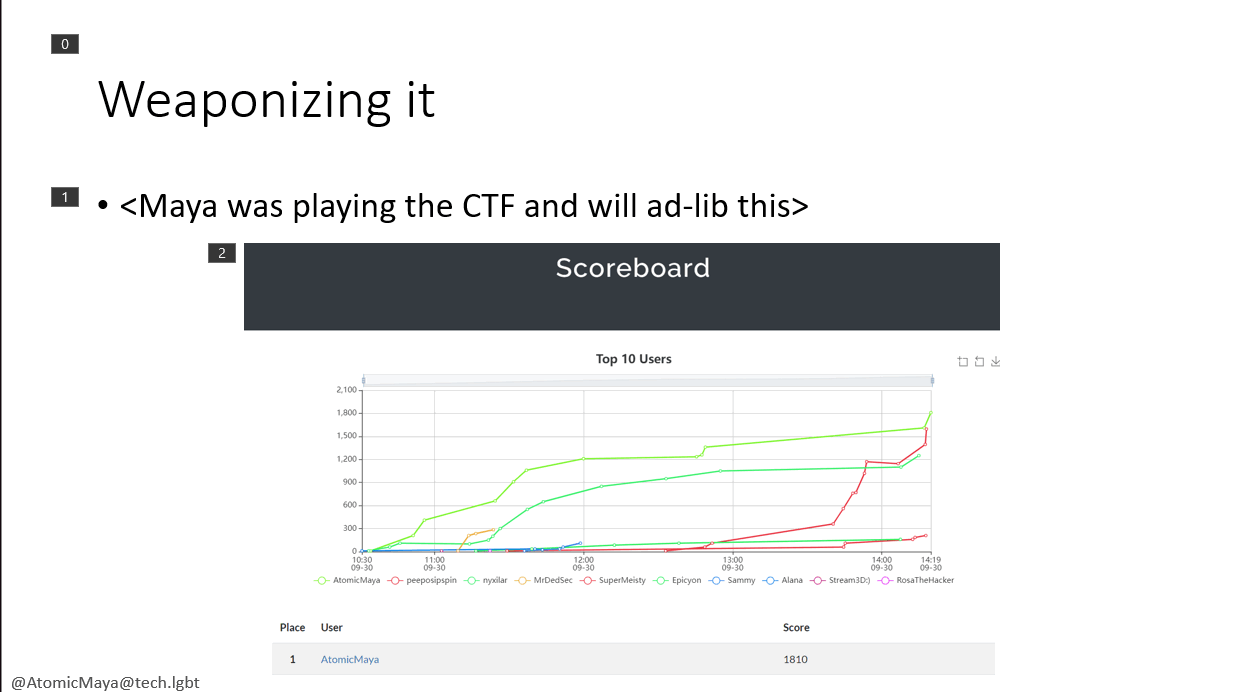 0
Weaponizing it
1
• <Maya was playing the CTF and will ad-lib this>
2
Scoreboard
Top 10 Users
2,100
1,800
1,500
1,200
900
600
300
0
10:30 11:00 12:00 13:00 14:00 14:19
09-30 09-30 09-30 09-30 09-30 09-30
AtomicMaya peeposipspin nyxilar MrDedSec SuperMeisty Epicyon Sammy Alana Stream3D:) RosaTheHacker
Place User Score
1 AtomicMaya 1810
@AtomicMaya@tech.lgbt